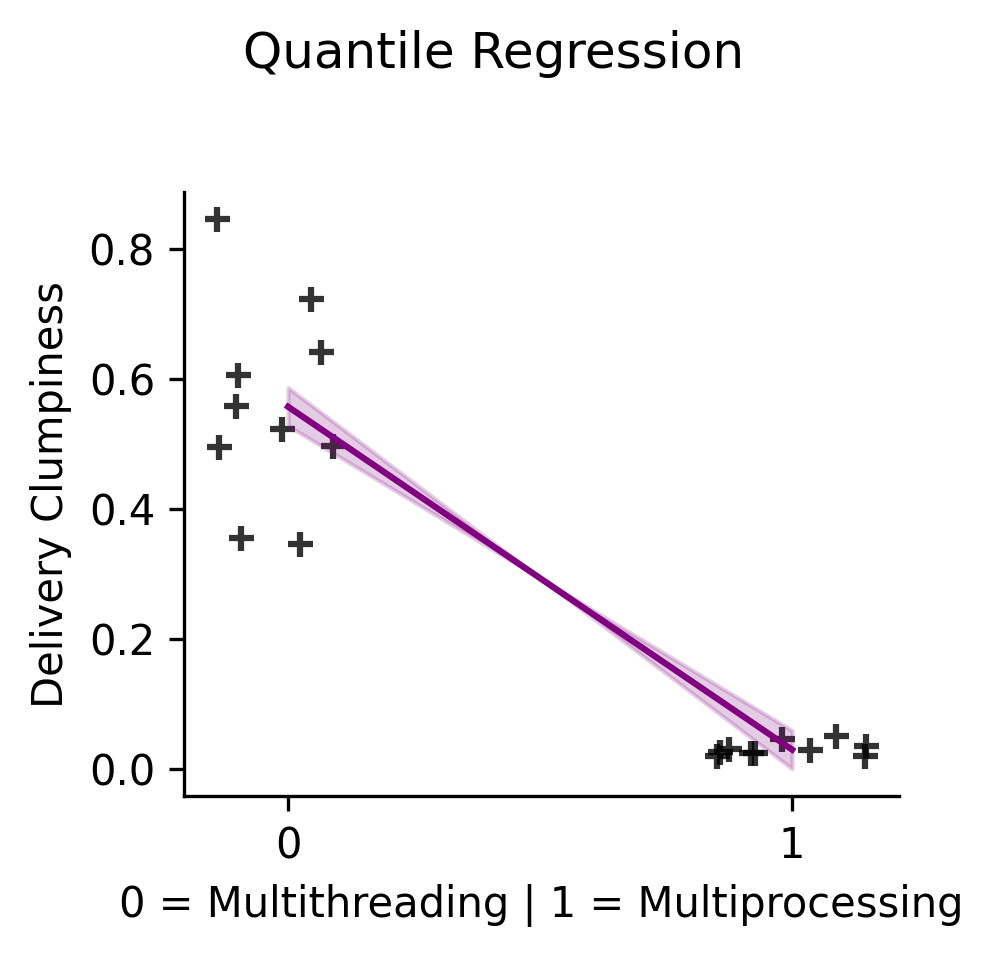 Quantile Regression
Delivery Clumpiness
0.8
0.6
0.4
0.2
0.0
0 1
0 = Multithreading | 1 = Multiprocessing